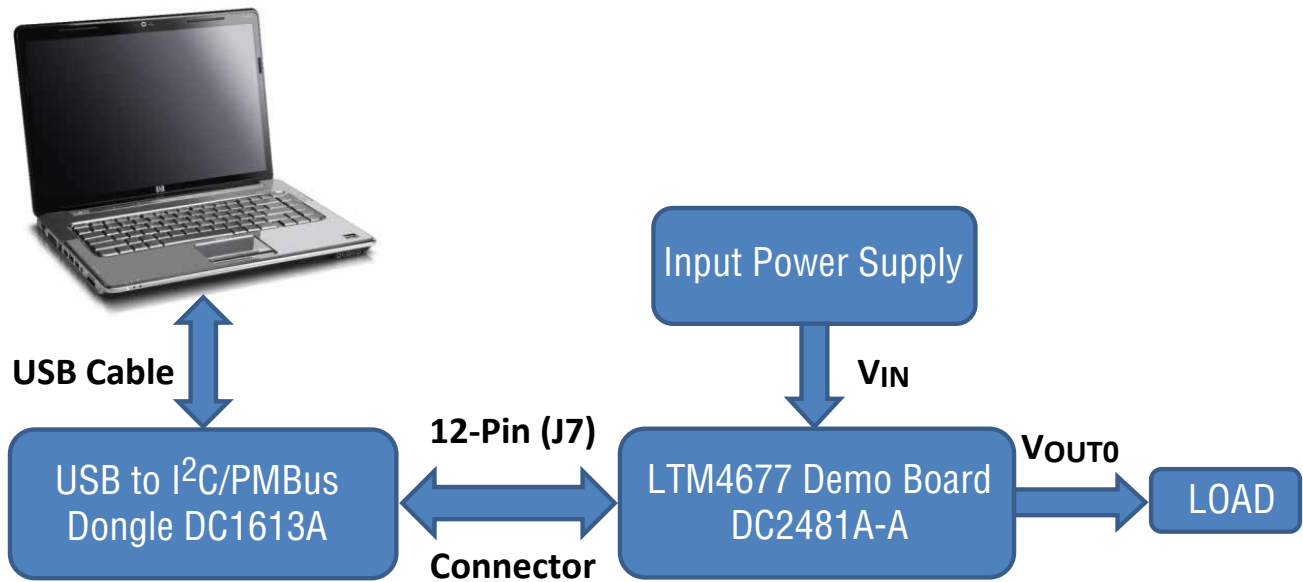 Input Power Supply
USB Cable
VIN
12-Pin (J7)
Connector
USB to I2C/PMBus
Dongle DC1613A
LTM4677 Demo Board
DC2481A-A
VOUT0
LOAD